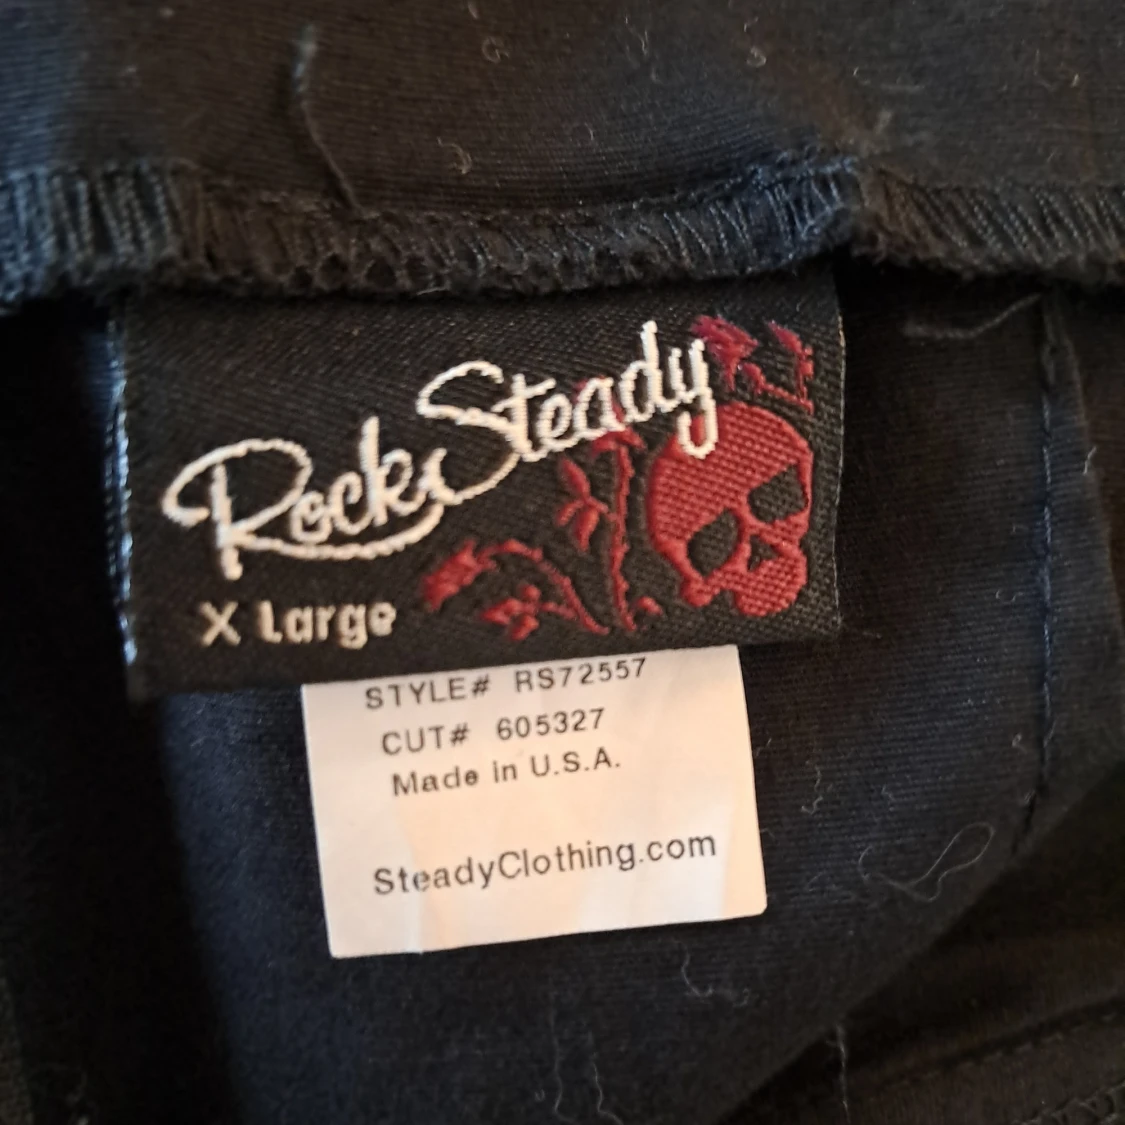 Rock Steady
X Large
STYLE# RS72557
CUT# 605327
Made in U.S.A.
SteadyClothing.com